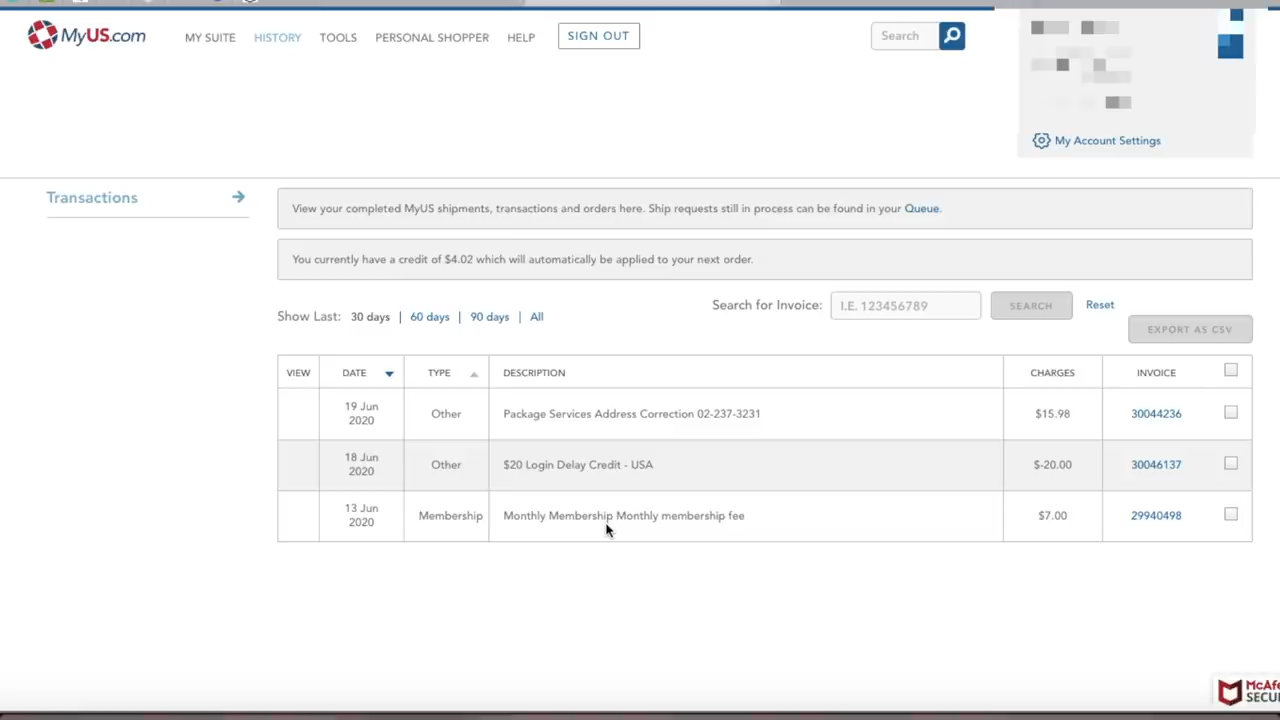 MyUS.com MY SUITE HISTORY TOOLS PERSONAL SHOPPER HELP SIGN OUT Search
My Account Settings
Transactions
View your completed MyUS shipments, transactions and orders here. Ship requests still in process can be found in your Queue.
You currently have a credit of $4.02 which will automatically be applied to your next order.
Search for Invoice: I.E. 123456789 SEARCH Reset
Show Last: 30 days | 60 days | 90 days | All
EXPORT AS CSV
VIEW DATE TYPE DESCRIPTION CHARGES INVOICE
19 Jun 2020 Other Package Services Address Correction 02-237-3231 $15.98 30044236
18 Jun 2020 Other $20 Login Delay Credit - USA $-20.00 30046137
13 Jun 2020 Membership Monthly Membership Monthly membership fee $7.00 29940498